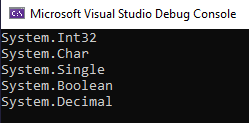 Microsoft Visual Studio Debug Console
System.Int32
System.Char
System.Single
System.Boolean
System.Decimal